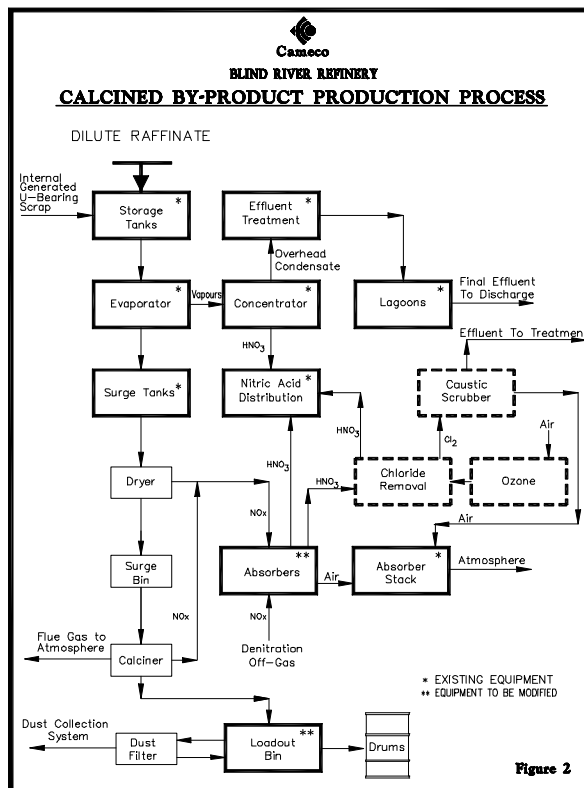 Cameco
BLIND RIVER REFINERY
CALCINED BY-PRODUCT PRODUCTION PROCESS
DILUTE RAFFINATE
Internal
Generated
U-Bearing
Scrap
Storage
Tanks
*
Effluent
Treatment
*
Overhead
Condensate
Evaporator
*
Vapours
Concentrator
*
Lagoons
*
Final Effluent
To Discharge
Effluent To Treatmen
HNO3
Surge Tanks
*
Nitric Acid
Distribution
*
Caustic
Scrubber
HNO3
Cl2
Air
Dryer
HNO3
HNO3
Chloride
Removal
Ozone
NOx
Air
Surge
Bin
Absorbers
**
Air
Absorber
Stack
*
Atmosphere
NOx
NOx
Flue Gas to
Atmosphere
Calciner
Denitration
Off-Gas
* EXISTING EQUIPMENT
** EQUIPMENT TO BE MODIFIED
Dust Collection
System
Dust
Filter
Loadout
Bin
**
Drums
Figure 2